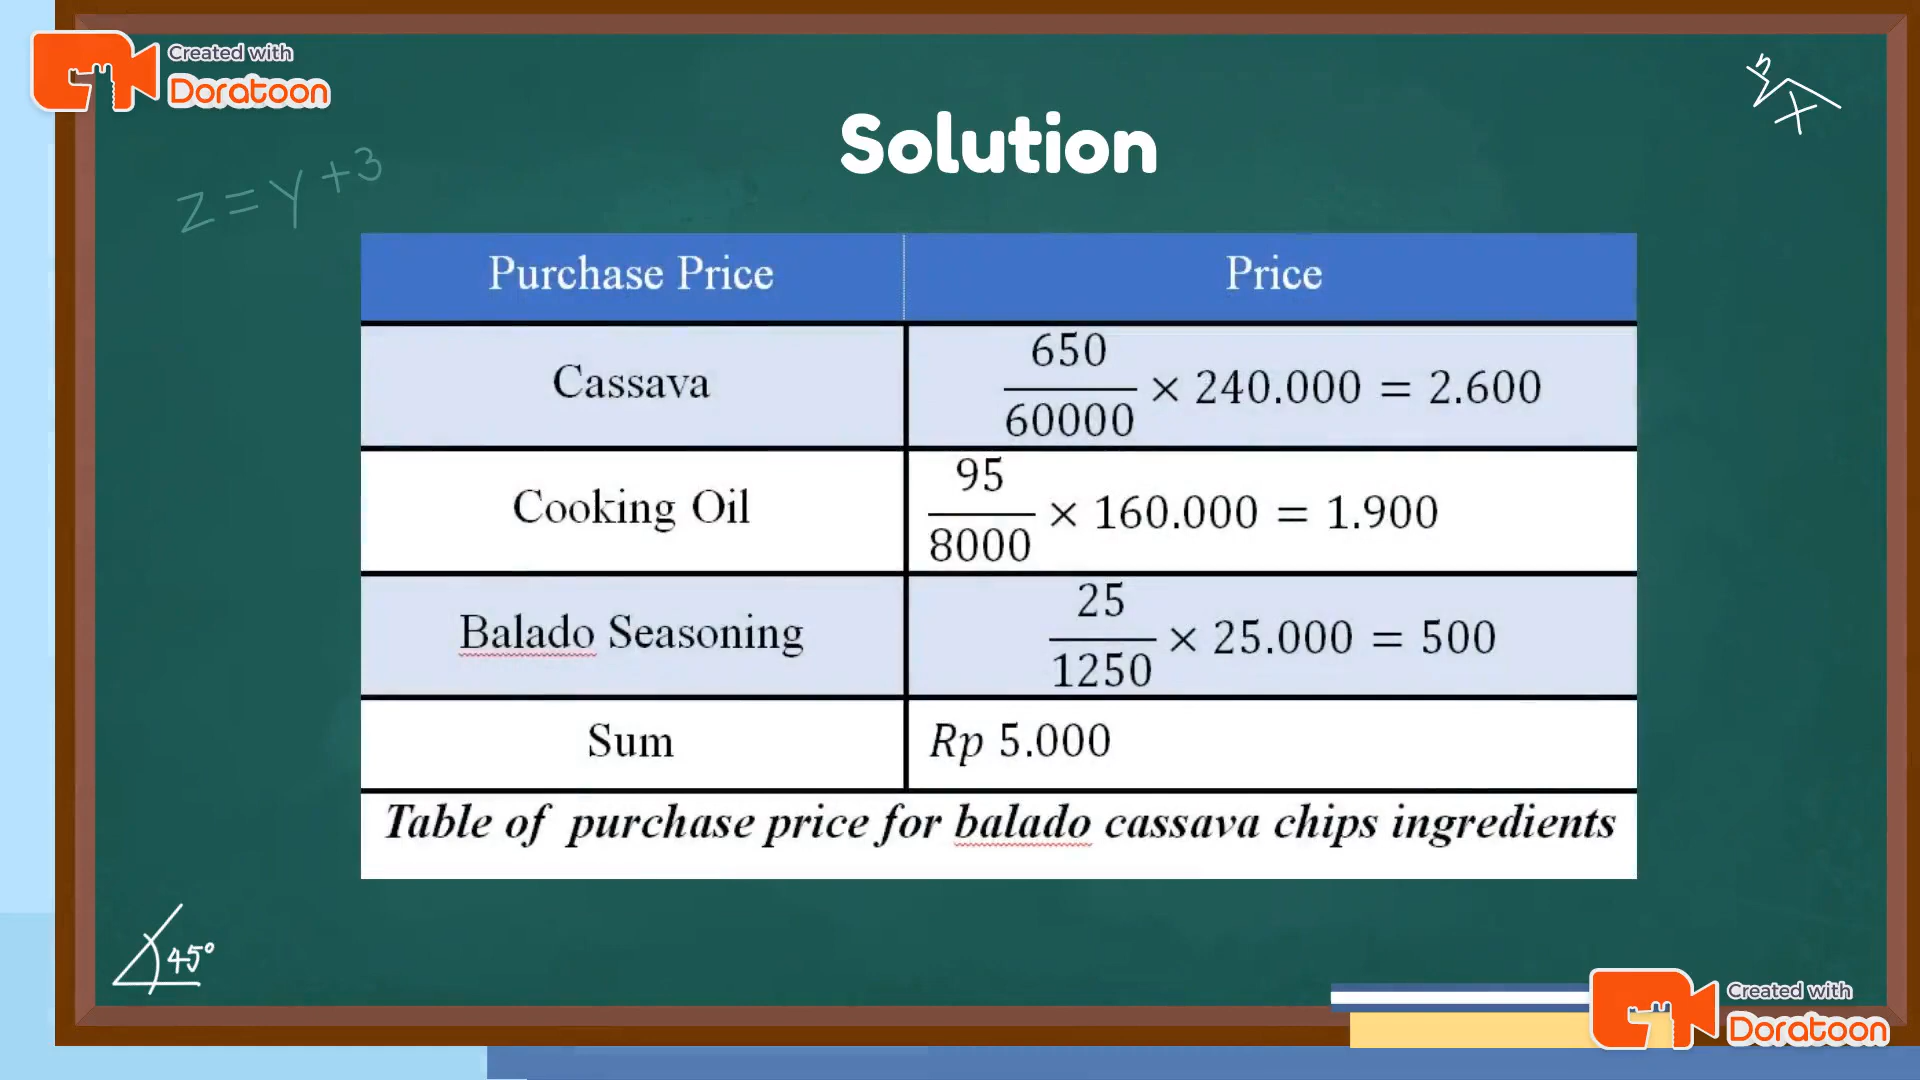 Created with
Doratoon
Solution
z=y+3
Purchase Price Price
Cassava 650/60000 × 240.000 = 2.600
Cooking Oil 95/8000 × 160.000 = 1.900
Balado Seasoning 25/1250 × 25.000 = 500
Sum Rp 5.000
Table of purchase price for balado cassava chips ingredients
45°
Created with
Doratoon